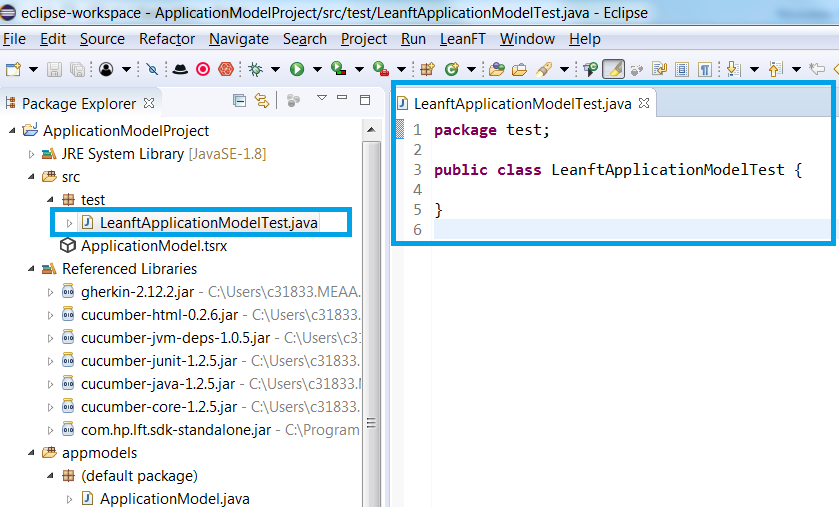 eclipse-workspace - ApplicationModelProject/src/test/LeanftApplicationModelTest.java - Eclipse
File Edit Source Refactor Navigate Search Project Run LeanFT Window Help
Package Explorer
ApplicationModelProject
JRE System Library [JavaSE-1.8]
src
test
LeanftApplicationModelTest.java
ApplicationModel.tsrx
Referenced Libraries
gherkin-2.12.2.jar - C:\Users\c31833.MEAA.
cucumber-html-0.2.6.jar - C:\Users\c31833.
cucumber-jvm-deps-1.0.5.jar - C:\Users\c3
cucumber-junit-1.2.5.jar - C:\Users\c31833.
cucumber-java-1.2.5.jar - C:\Users\c31833.
cucumber-core-1.2.5.jar - C:\Users\c31833.
com.hp.lft.sdk-standalone.jar - C:\Program
appmodels
(default package)
ApplicationModel.java
LeanftApplicationModelTest.java
1 package test;
2
3 public class LeanftApplicationModelTest {
4
5 }
6